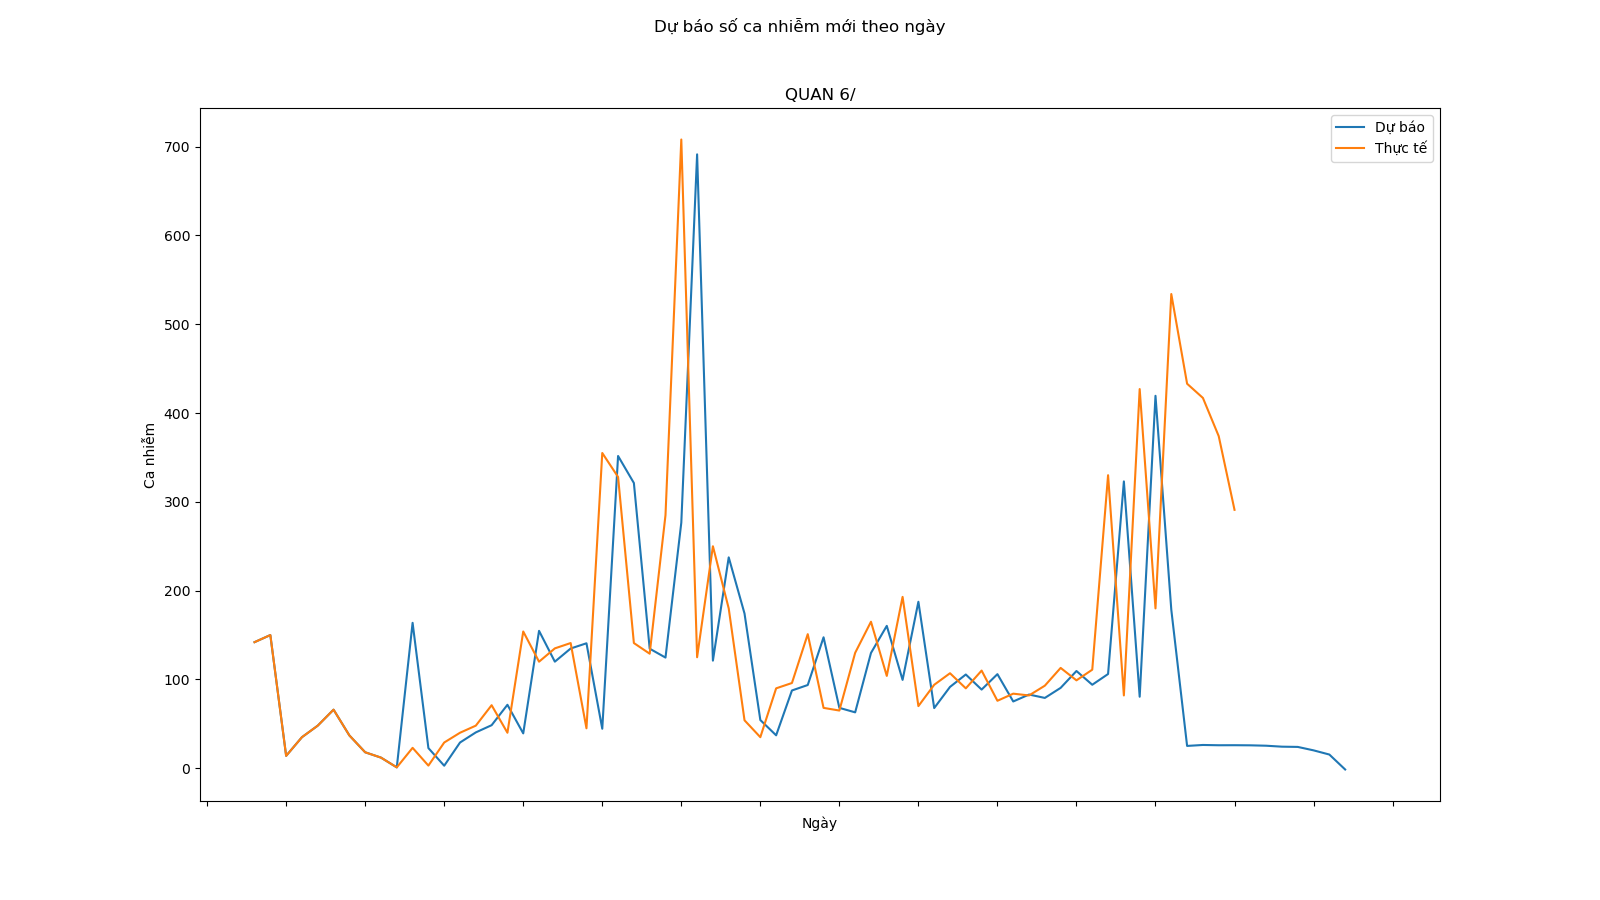 Dự báo số ca nhiễm mới theo ngày
QUAN 6/
Dự báo
Thực tế
700
600
500
400
300
200
100
0
Ca nhiễm
Ngày